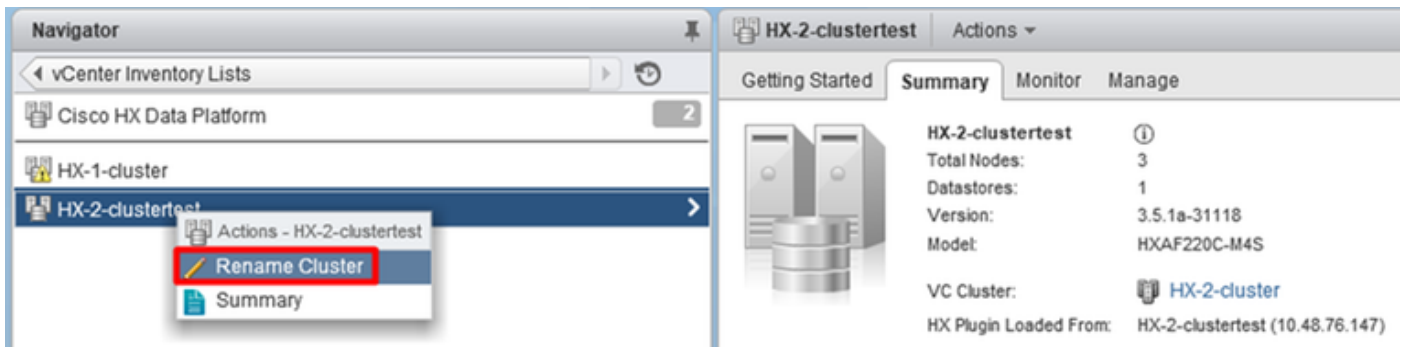 Navigator
vCenter Inventory Lists
Cisco HX Data Platform 2
HX-1-cluster
HX-2-clustertest
Actions - HX-2-clustertest
Rename Cluster
Summary
HX-2-clustertest Actions
Getting Started Summary Monitor Manage
HX-2-clustertest
Total Nodes: 3
Datastores: 1
Version: 3.5.1a-31118
Model: HXAF220C-M4S
VC Cluster: HX-2-cluster
HX Plugin Loaded From: HX-2-clustertest (10.48.76.147)